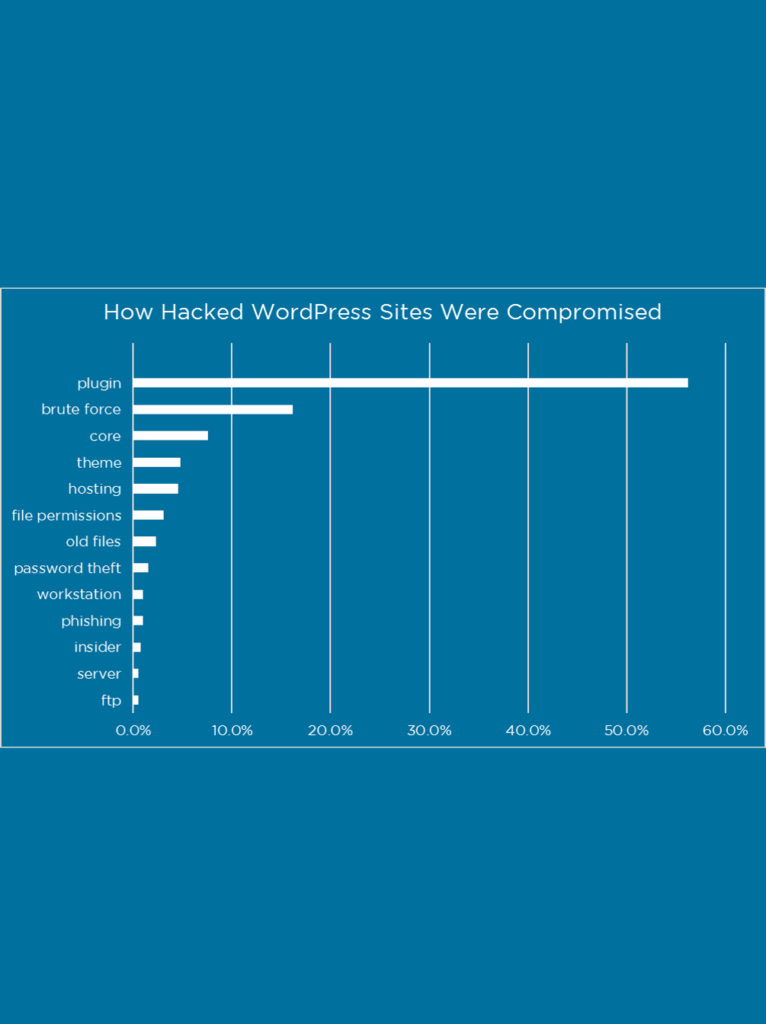 How Hacked WordPress Sites Were Compromised
plugin
brute force
core
theme
hosting
file permissions
old files
password theft
workstation
phishing
insider
server
ftp
0.0% 10.0% 20.0% 30.0% 40.0% 50.0% 60.0%